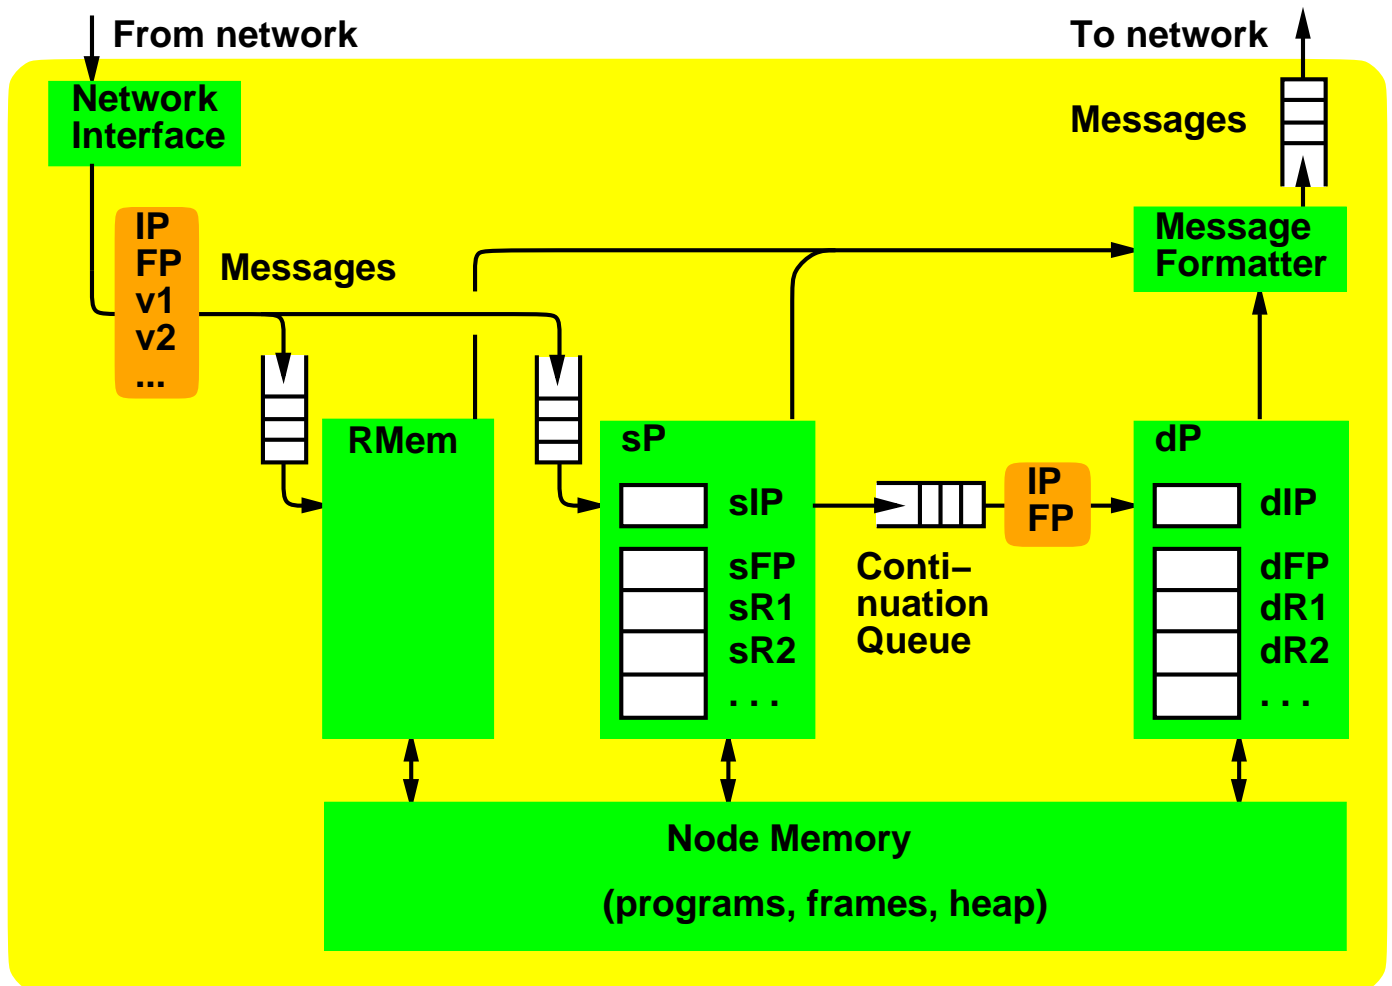 From network
To network
Network
Interface
Messages
IP
FP
v1
v2
...
Messages
Message
Formatter
RMem
sP
sIP
sFP
sR1
sR2
. . .
Conti–
nuation
Queue
IP
FP
dP
dIP
dFP
dR1
dR2
. . .
Node Memory
(programs, frames, heap)